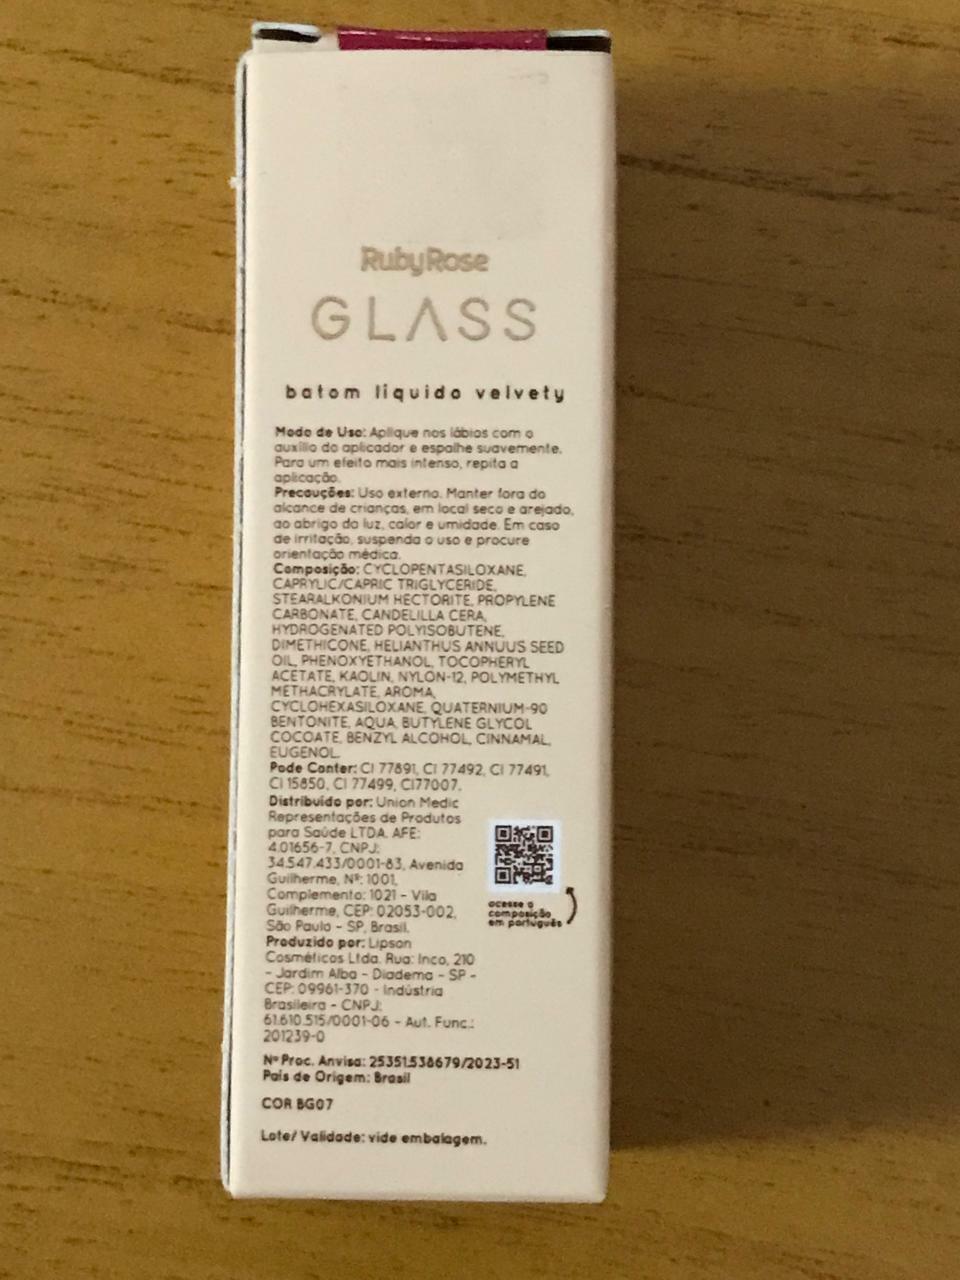 RubyRose
GLASS
batom líquido velvety
Modo de Uso: Aplique nos lábios com o
auxílio do aplicador e espalhe suavemente.
Para um efeito mais intenso, repita a
aplicação.
Precauções: Uso externo. Manter fora do
alcance de crianças, em local seco e arejado,
ao abrigo da luz, calor e umidade. Em caso
de irritação, suspenda o uso e procure
orientação médica.
Composição: CYCLOPENTASILOXANE,
CAPRYLIC/CAPRIC TRIGLYCERIDE,
STEARALKONIUM HECTORITE, PROPYLENE
CARBONATE, CANDELILLA CERA,
HYDROGENATED POLYISOBUTENE,
DIMETHICONE, HELIANTHUS ANNUUS SEED
OIL, PHENOXYETHANOL, TOCOPHERYL
ACETATE, KAOLIN, NYLON-12, POLYMETHYL
METHACRYLATE, AROMA,
CYCLOHEXASILOXANE, QUATERNIUM-90
BENTONITE, AQUA, BUTYLENE GLYCOL
COCOATE, BENZYL ALCOHOL, CINNAMAL,
EUGENOL.
Pode Conter: CI 77891, CI 77492, CI 77491,
CI 15850, CI 77499, CI77007.
Distribuído por: Union Medic
Representações de Produtos
para Saúde LTDA. AFE:
4.01656-7, CNPJ:
34.547.433/0001-83, Avenida
Guilherme, Nº: 1001,
Complemento: 1021 - Vila
Guilherme, CEP: 02053-002,
São Paulo - SP, Brasil.
acesse a
composição
em português
Produzido por: Lipson
Cosméticos Ltda. Rua: Inco, 210
- Jardim Alba - Diadema - SP -
CEP: 09961-370 - Indústria
Brasileira - CNPJ:
61.610.515/0001-06 - Aut. Func.:
201239-0
Nº Proc. Anvisa: 25351.538679/2023-51
País de Origem: Brasil
COR BG07
Lote/ Validade: vide embalagem.